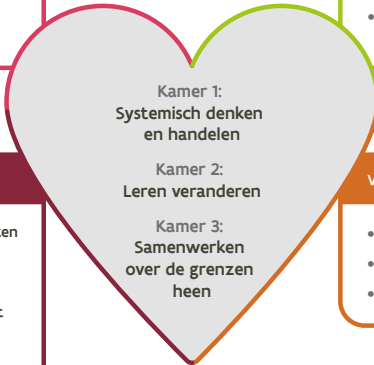 Kamer 1:
Systemisch denken
en handelen
Kamer 2:
Leren veranderen
Kamer 3:
Samenwerken
over de grenzen
heen